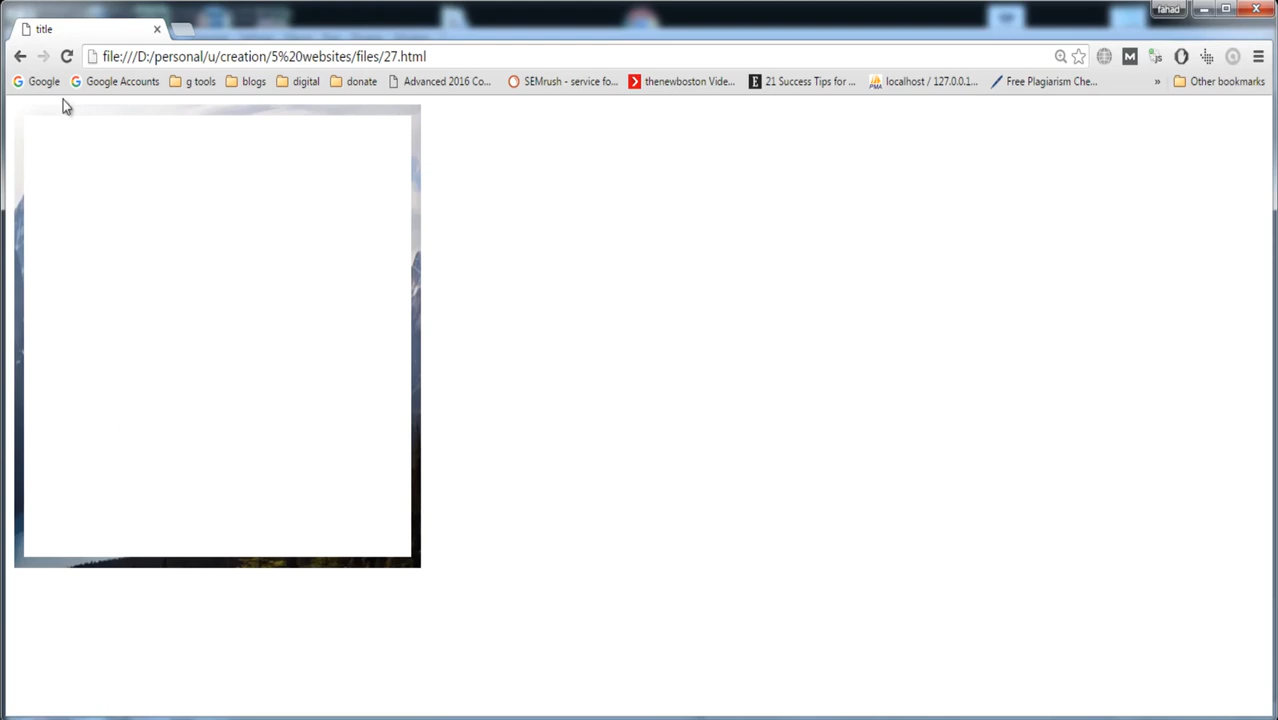 fahad
title
file:///D:/personal/u/creation/5%20websites/files/27.html
Google Google Accounts g tools blogs digital donate Advanced 2016 Co... SEMrush - service fo... thenewboston Vide... 21 Success Tips for ... localhost / 127.0.0.1... Free Plagiarism Che... » Other bookmarks